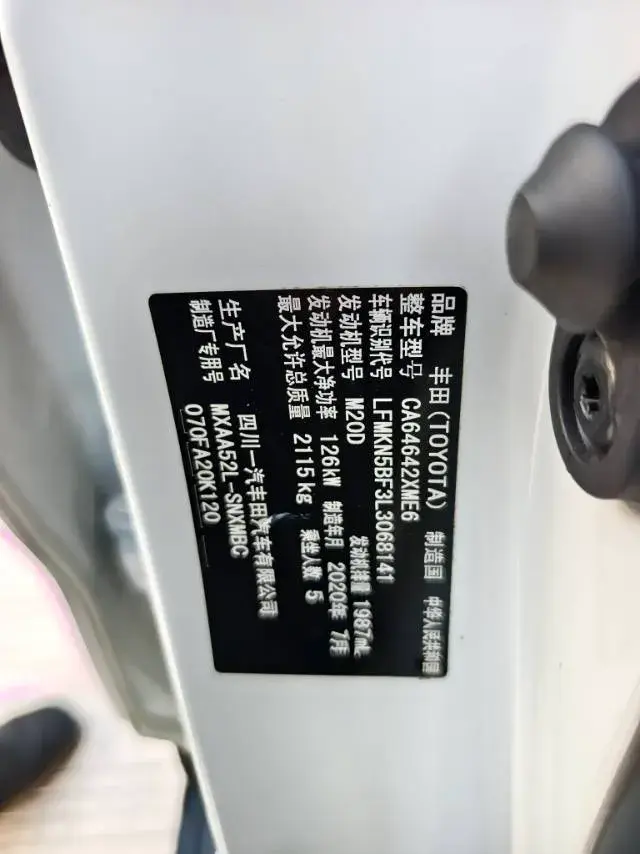 品牌 丰田(TOYOTA) 制造国 中华人民共和国
整车型号 CA64642XME6
车辆识别代号 LFMKN5BF3L3068141
发动机型号 M20D 发动机排量 1987mL
发动机最大净功率 126kW 制造年月 2020年 7月
最大允许总质量 2115kg 乘坐人数 5
生产厂名 四川一汽丰田汽车有限公司
制造厂专用号 MXAA52L-SNXMBC
070FA20K120